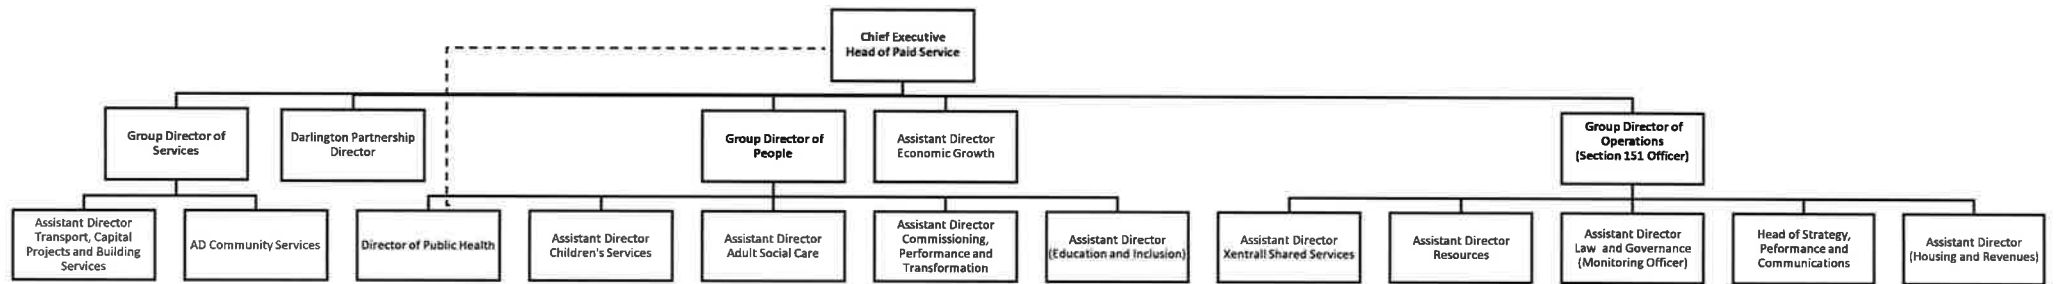 Chief Executive
Head of Paid Service
Group Director of
Services
Darlington Partnership
Director
Group Director of
People
Assistant Director
Economic Growth
Group Director of
Operations
(Section 151 Officer)
Assistant Director
Transport, Capital
Projects and Building
Services
AD Community Services
Director of Public Health
Assistant Director
Children's Services
Assistant Director
Adult Social Care
Assistant Director
Commissioning,
Performance and
Transformation
Assistant Director
(Education and Inclusion)
Assistant Director
Xentrall Shared Services
Assistant Director
Resources
Assistant Director
Law and Governance
(Monitoring Officer)
Head of Strategy,
Peformance and
Communications
Assistant Director
(Housing and Revenues)